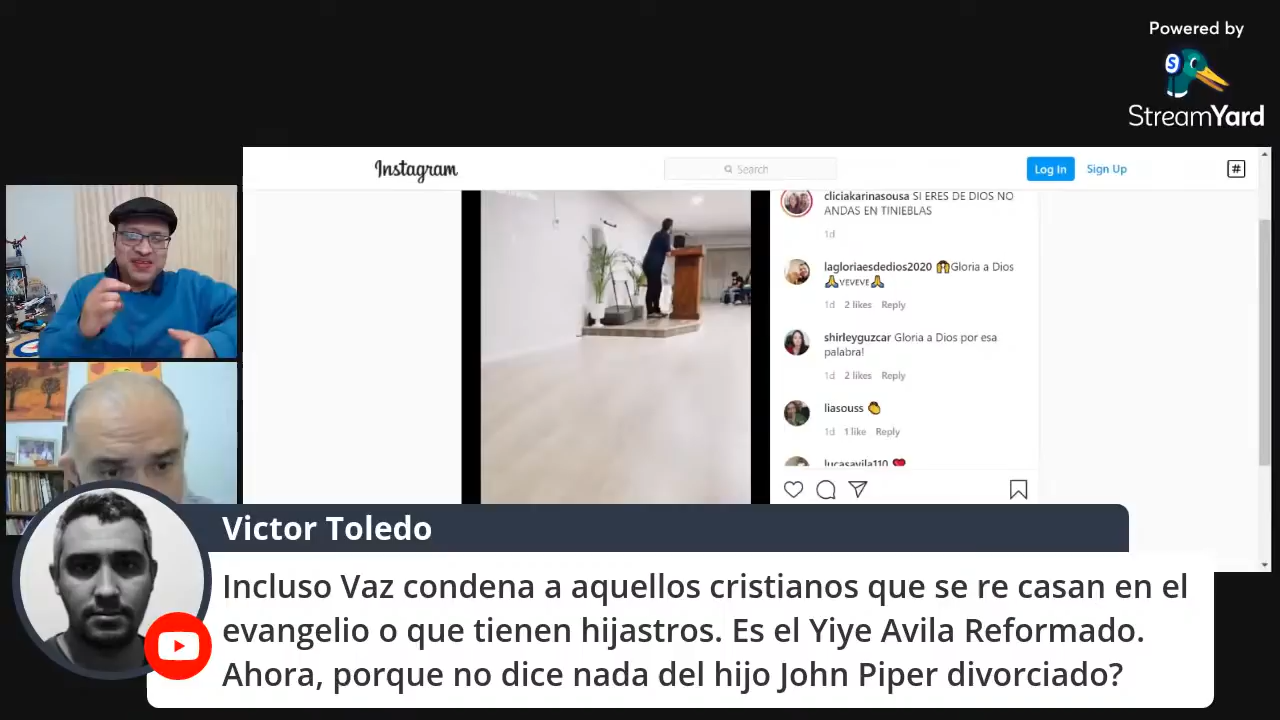 Powered by
StreamYard
Instagram
Search
Log In
Sign Up
#
cliciakarinasousa SI ERES DE DIOS NO
ANDAS EN TINIEBLAS
1d
lagloriaesdedios2020 🙌Gloria a Dios
🙏VEVEVE🙏
1d 2 likes Reply
shirleyguzcar Gloria a Dios por esa
palabra!
1d 2 likes Reply
liasouss 👏
1d 1 like Reply
lucasavila110 ❤️
Victor Toledo
Incluso Vaz condena a aquellos cristianos que se re casan en el
evangelio o que tienen hijastros. Es el Yiye Avila Reformado.
Ahora, porque no dice nada del hijo John Piper divorciado?